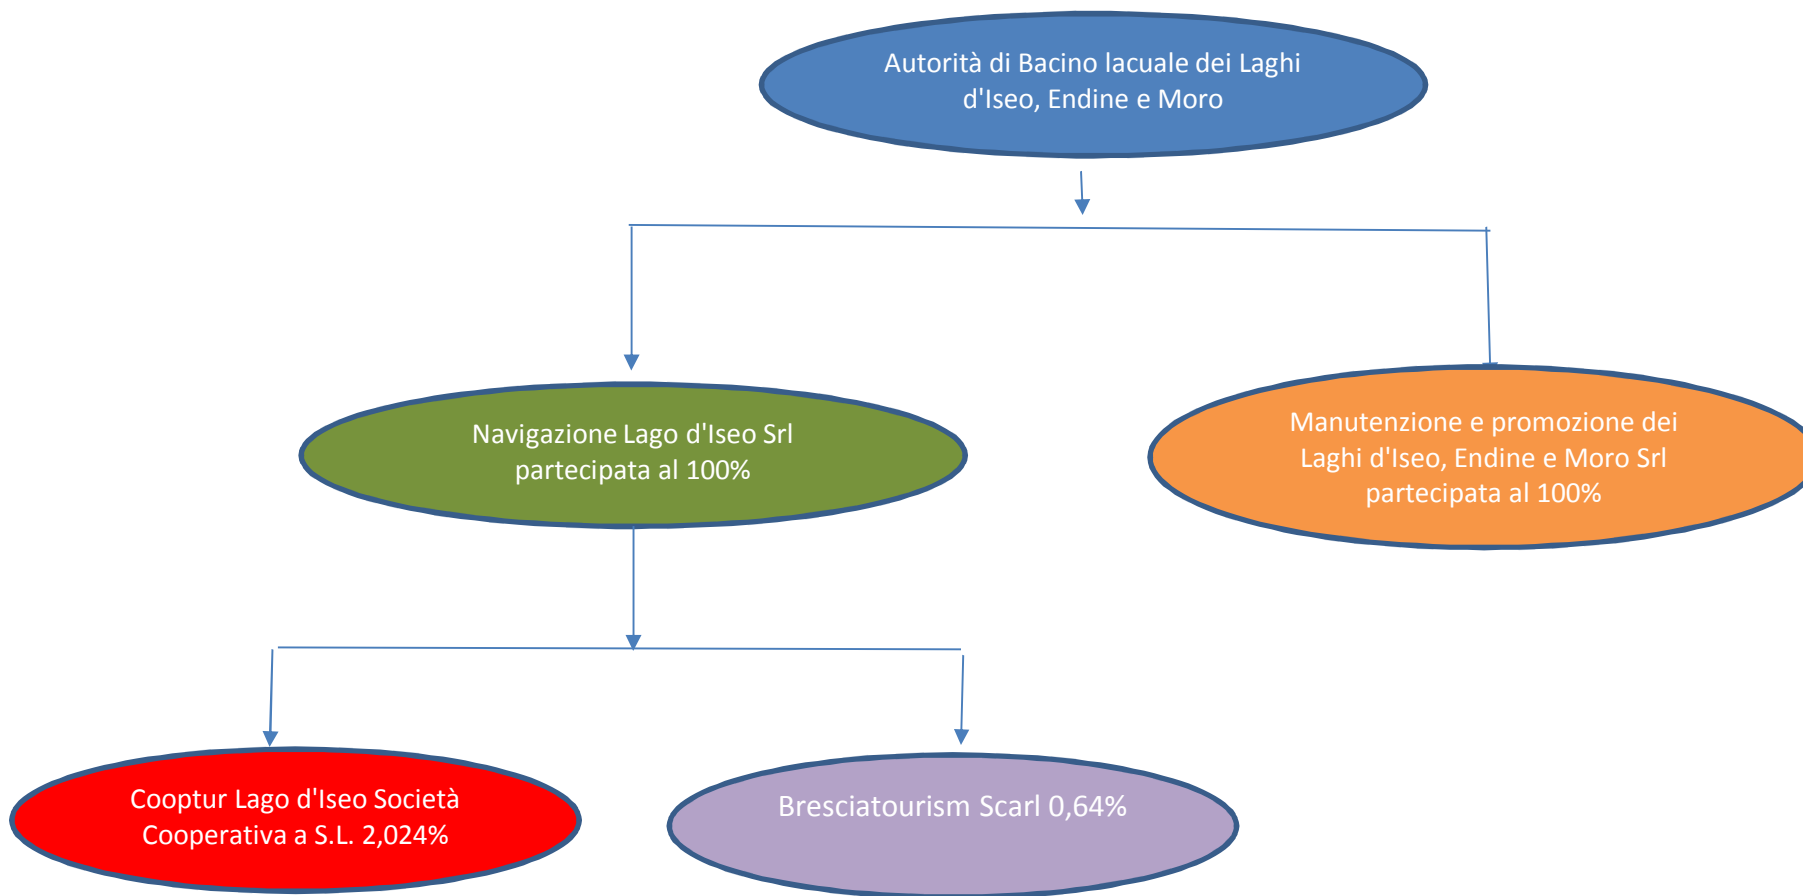 Autorità di Bacino lacuale dei Laghi
d'Iseo, Endine e Moro
Navigazione Lago d'Iseo Srl
partecipata al 100%
Manutenzione e promozione dei
Laghi d'Iseo, Endine e Moro Srl
partecipata al 100%
Cooptur Lago d'Iseo Società
Cooperativa a S.L. 2,024%
Bresciatourism Scarl 0,64%